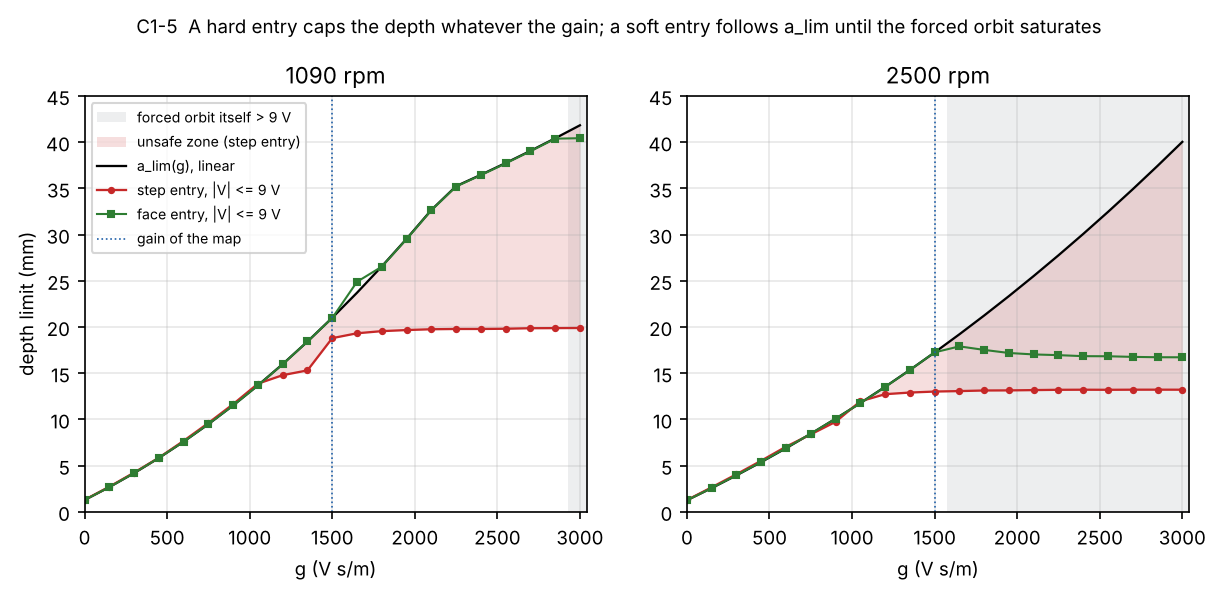 C1-5  A hard entry caps the depth whatever the gain; a soft entry follows a_lim until the forced orbit saturates
1090 rpm
forced orbit itself > 9 V
unsafe zone (step entry)
a_lim(g), linear
step entry, |V| <= 9 V
face entry, |V| <= 9 V
gain of the map
depth limit (mm)
45
40
35
30
25
20
15
10
5
0
0 500 1000 1500 2000 2500 3000
g (V s/m)
2500 rpm
45
40
35
30
25
20
15
10
5
0
0 500 1000 1500 2000 2500 3000
g (V s/m)